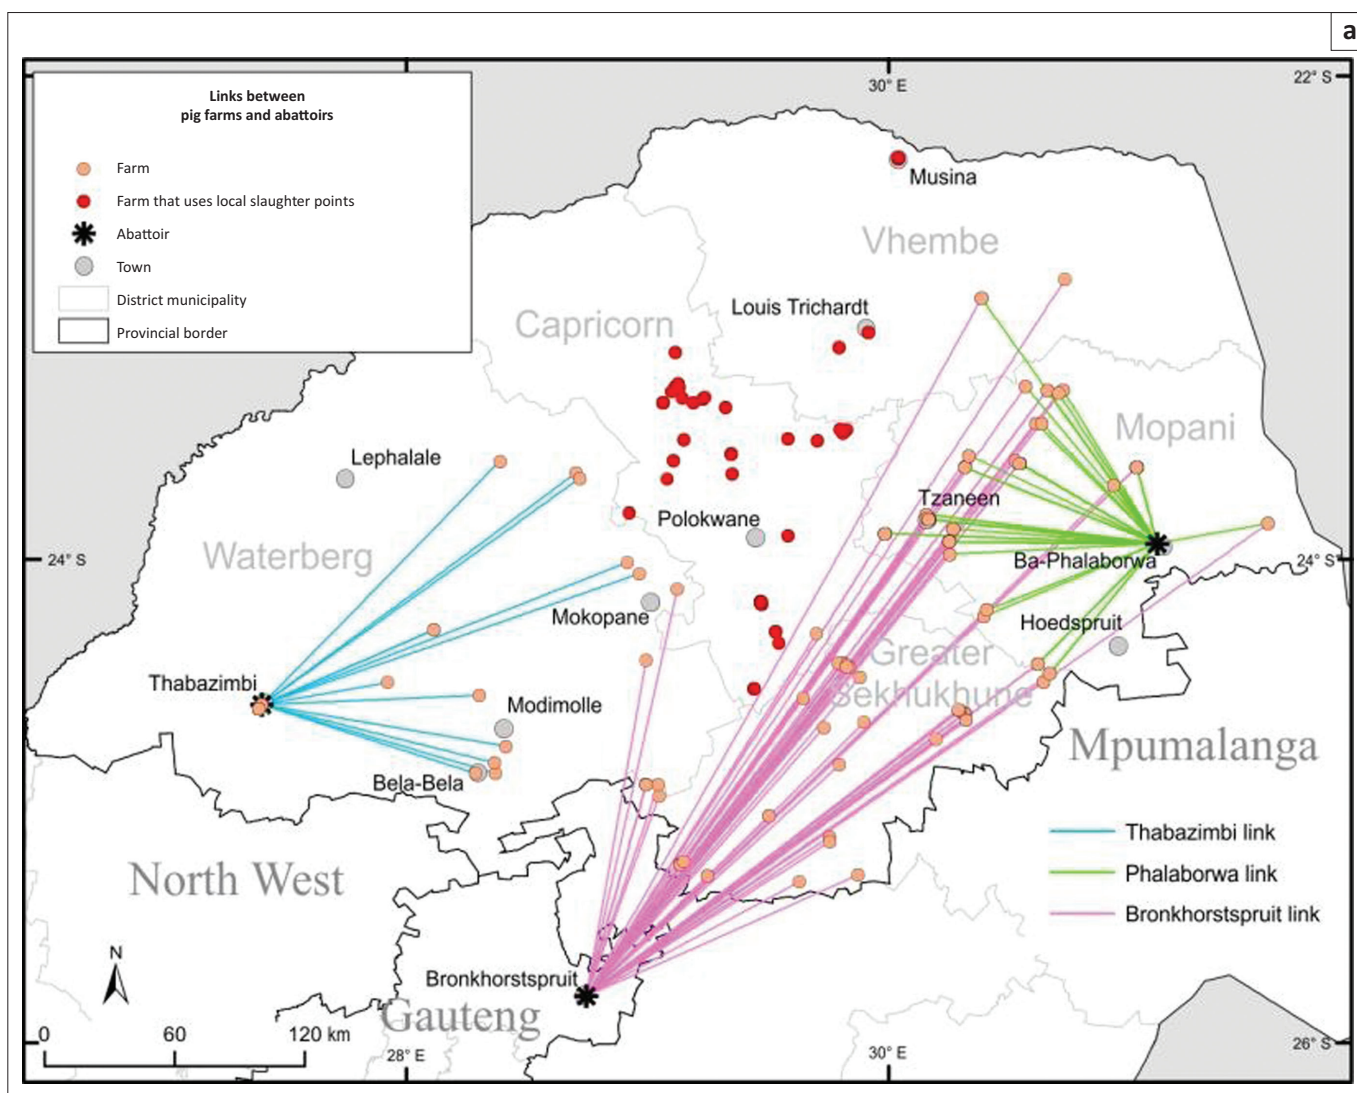 a
Links between
pig farms and abattoirs
Farm
Farm that uses local slaughter points
Abattoir
Town
District municipality
Provincial border
30° E
22° S
Musina
Vhembe
Louis Trichardt
Capricorn
Mopani
Lephalale
Tzaneen
Polokwane
Waterberg
24° S
Ba-Phalaborwa
24° S
Mokopane
Hoedspruit
Greater
Sekhukhune
Thabazimbi
Modimolle
Mpumalanga
Bela-Bela
Thabazimbi link
North West
Phalaborwa link
Bronkhorstspruit link
N
Bronkhorstspruit
Gauteng
0 60 120 km
28° E
30° E
26° S